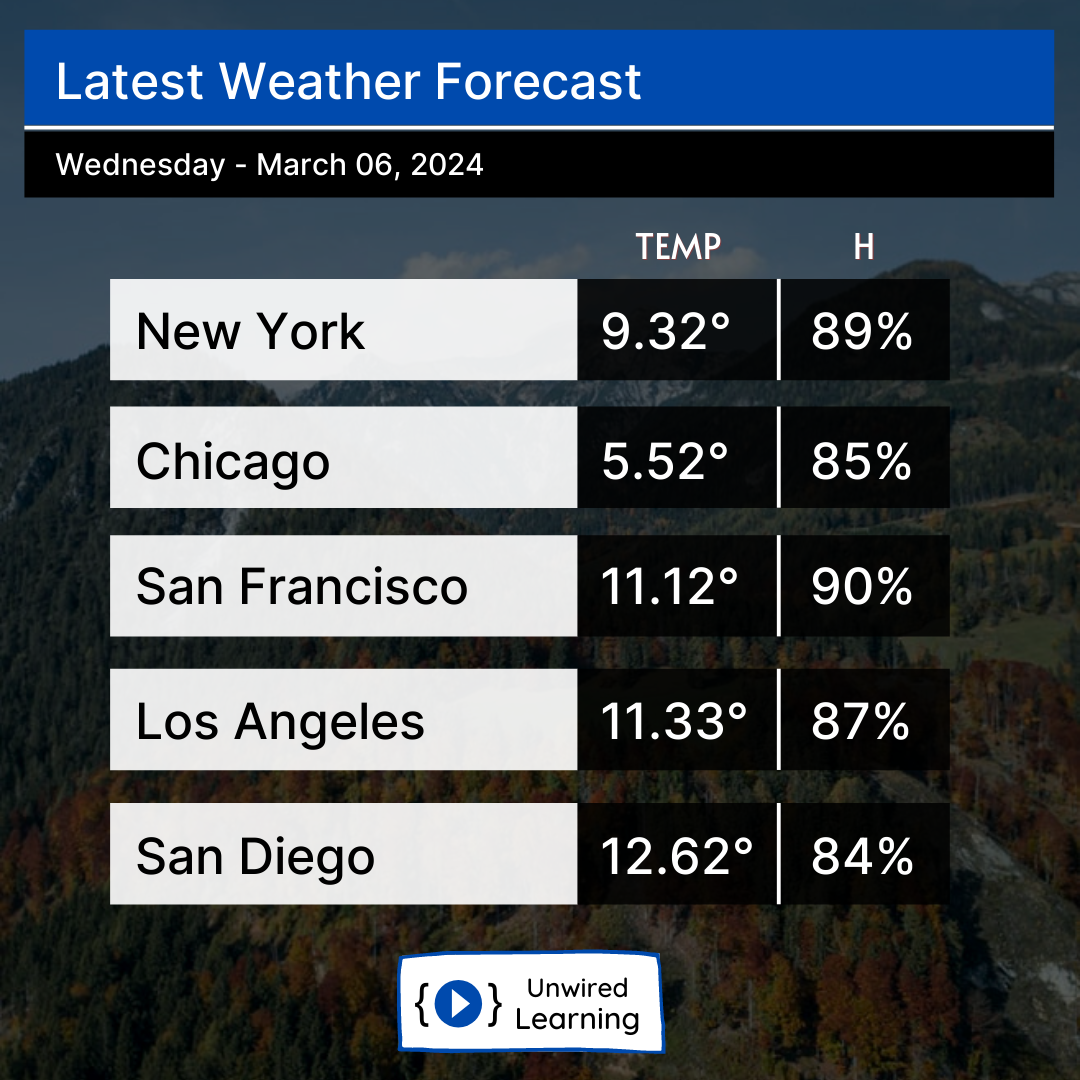 Latest Weather Forecast
Wednesday - March 06, 2024
TEMP H
New York 9.32° 89%
Chicago 5.52° 85%
San Francisco 11.12° 90%
Los Angeles 11.33° 87%
San Diego 12.62° 84%
{ } Unwired
Learning